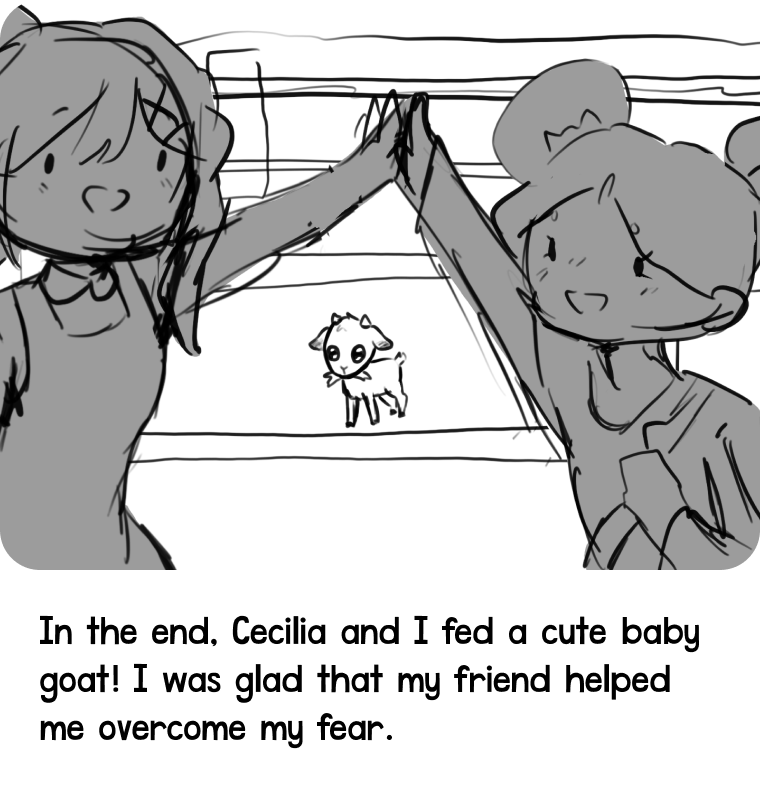 In the end, Cecilia and I fed a cute baby
goat! I was glad that my friend helped
me overcome my fear.